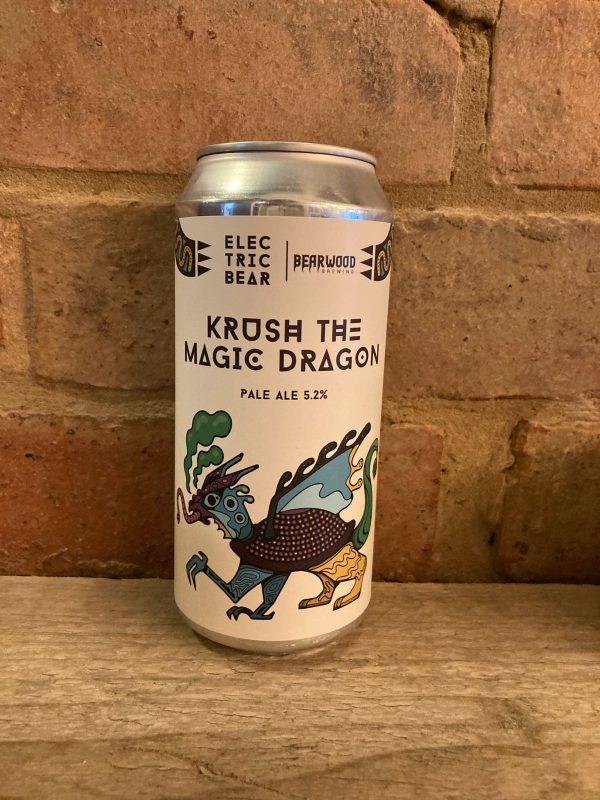 ELEC
TRIC
BEAR
BEARWOOD
BREWING
KRUSH THE
MAGIC DRAGON
PALE ALE 5.2%